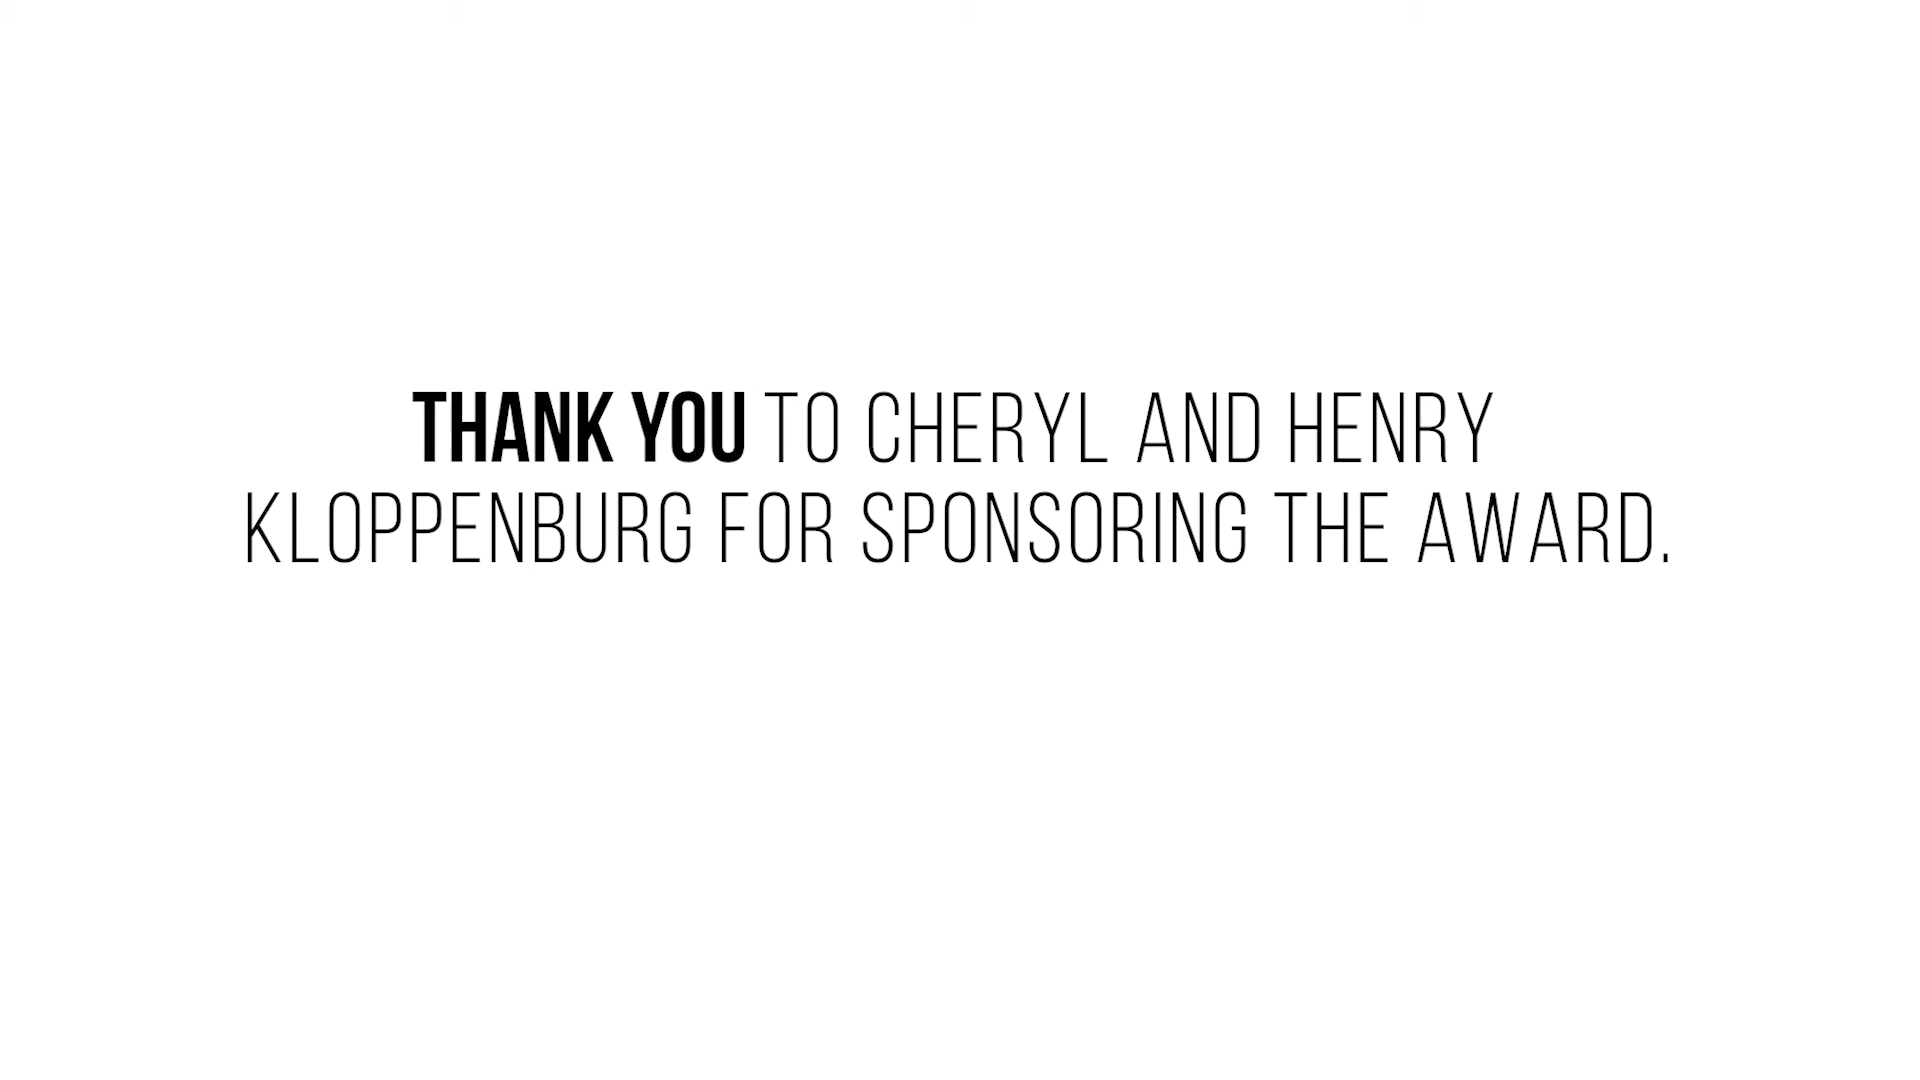 THANK YOU TO CHERYL AND HENRY
KLOPPENBURG FOR SPONSORING THE AWARD.